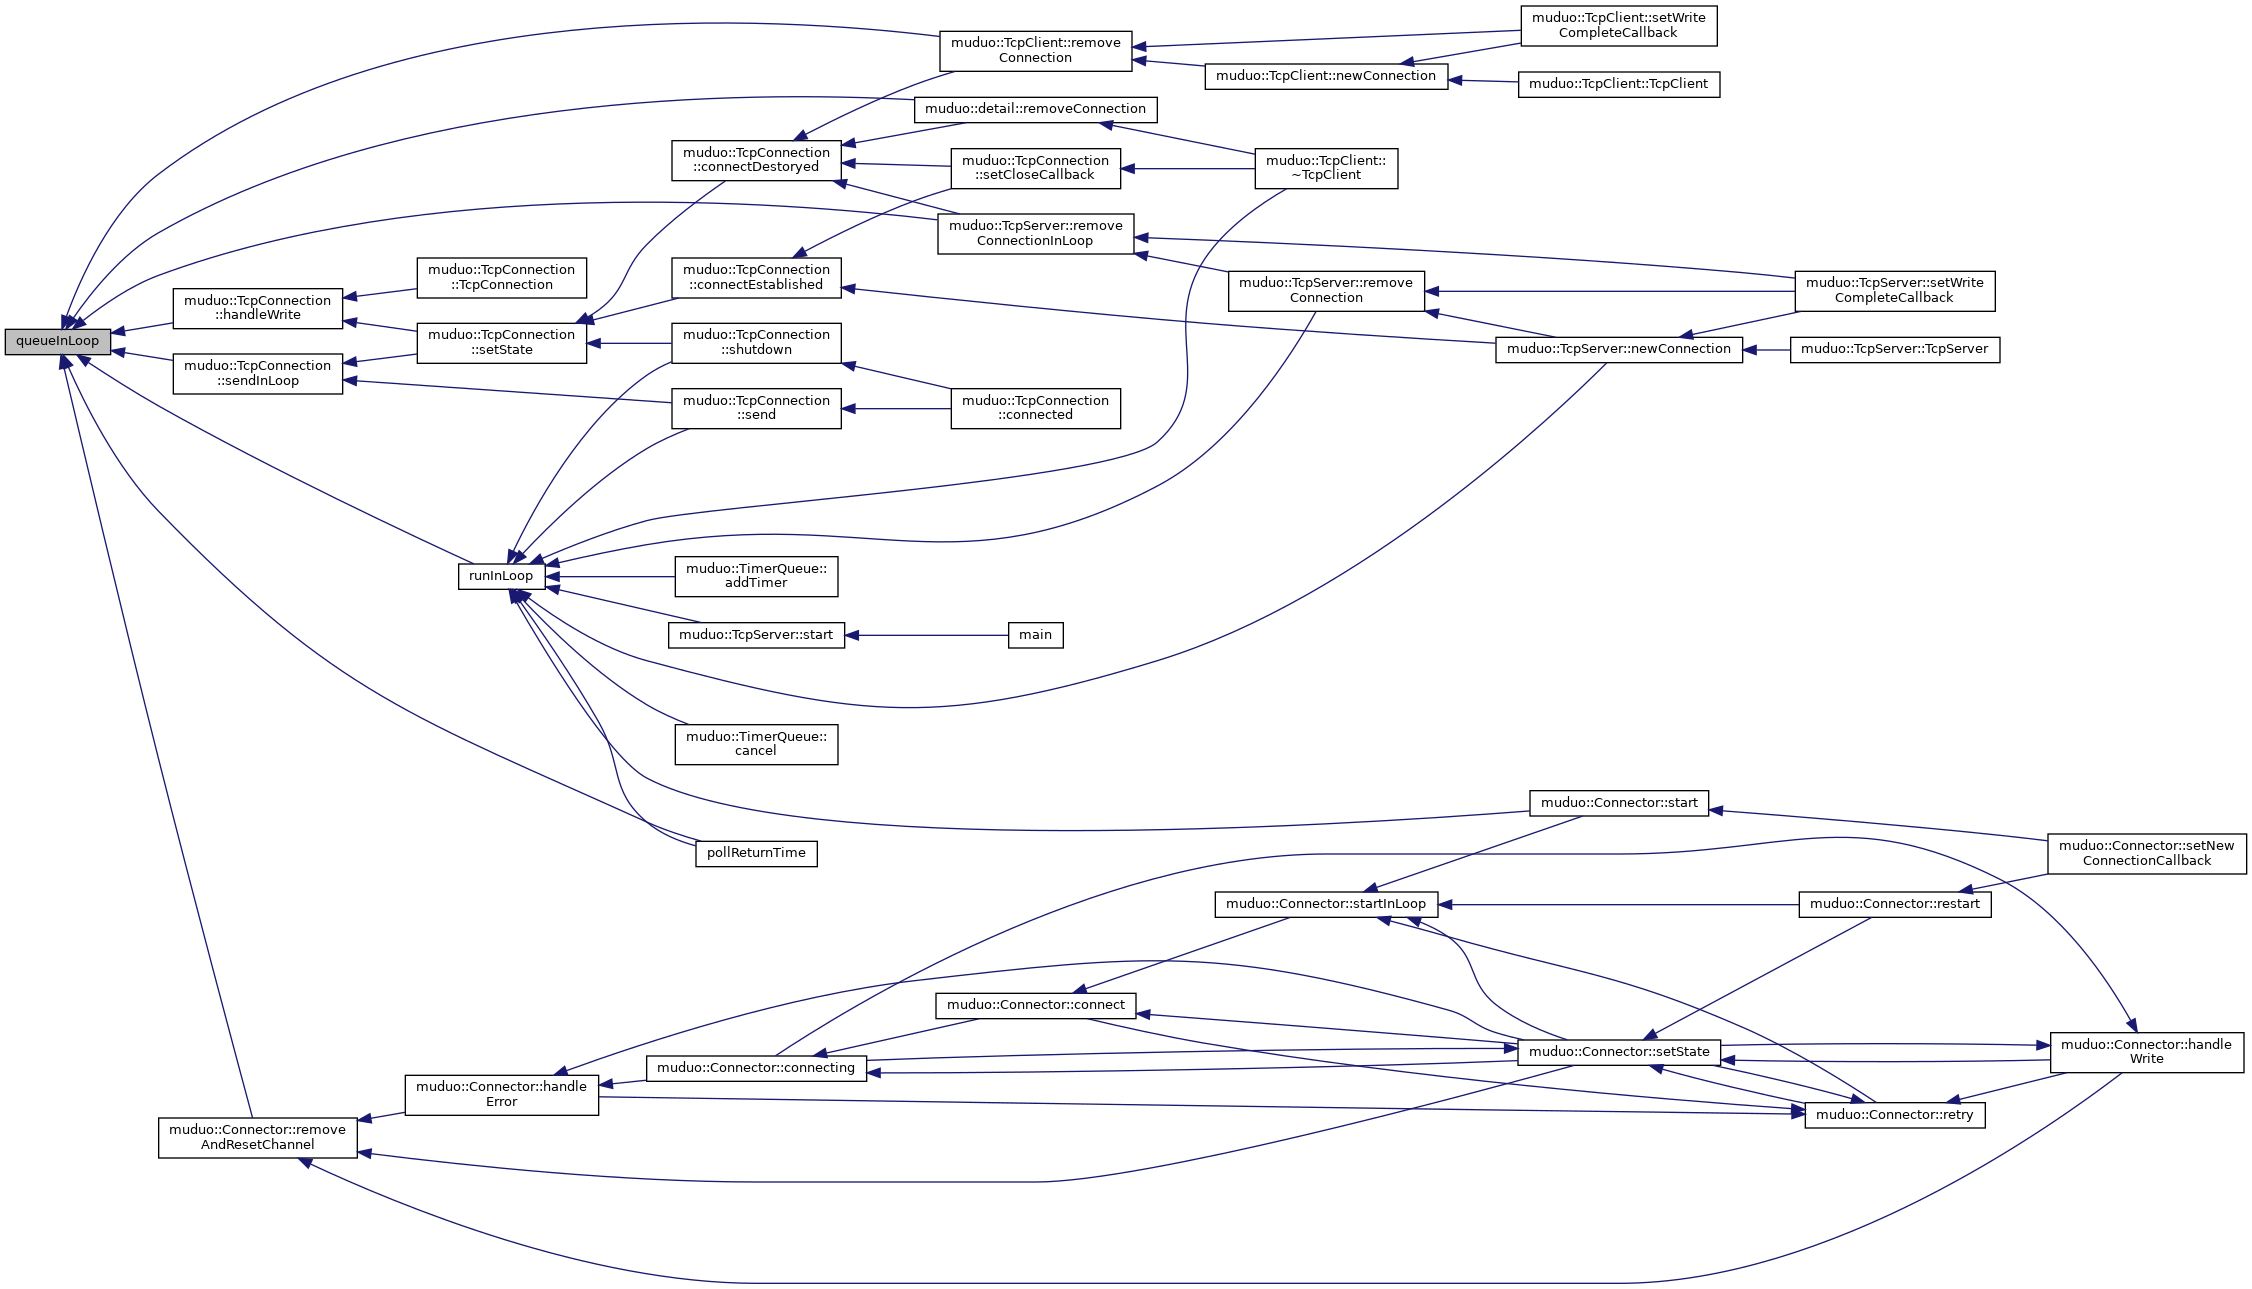 queueInLoop
muduo::TcpClient::remove
Connection
muduo::TcpClient::setWrite
CompleteCallback
muduo::TcpClient::newConnection
muduo::TcpClient::TcpClient
muduo::detail::removeConnection
muduo::TcpConnection
::connectDestoryed
muduo::TcpConnection
::setCloseCallback
muduo::TcpClient::
~TcpClient
muduo::TcpServer::remove
ConnectionInLoop
muduo::TcpConnection
::TcpConnection
muduo::TcpConnection
::connectEstablished
muduo::TcpServer::remove
Connection
muduo::TcpServer::setWrite
CompleteCallback
muduo::TcpConnection
::handleWrite
muduo::TcpConnection
::setState
muduo::TcpConnection
::shutdown
muduo::TcpServer::newConnection
muduo::TcpServer::TcpServer
muduo::TcpConnection
::sendInLoop
muduo::TcpConnection
::send
muduo::TcpConnection
::connected
runInLoop
muduo::TimerQueue::
addTimer
muduo::TcpServer::start
main
muduo::TimerQueue::
cancel
muduo::Connector::start
pollReturnTime
muduo::Connector::setNew
ConnectionCallback
muduo::Connector::startInLoop
muduo::Connector::restart
muduo::Connector::connect
muduo::Connector::setState
muduo::Connector::handle
Write
muduo::Connector::connecting
muduo::Connector::handle
Error
muduo::Connector::retry
muduo::Connector::remove
AndResetChannel